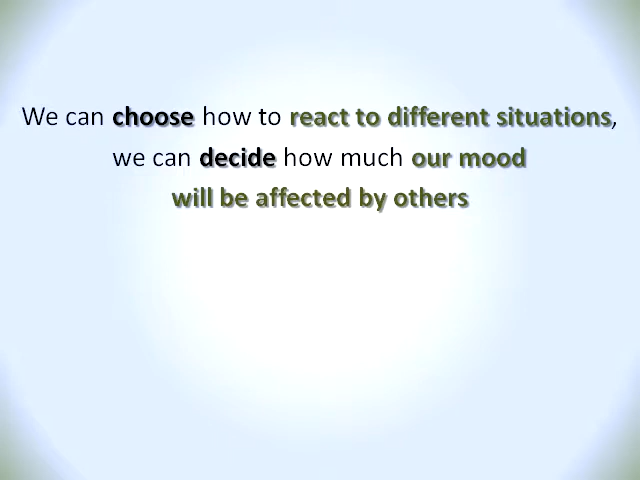 We can choose how to react to different situations,
we can decide how much our mood
will be affected by others